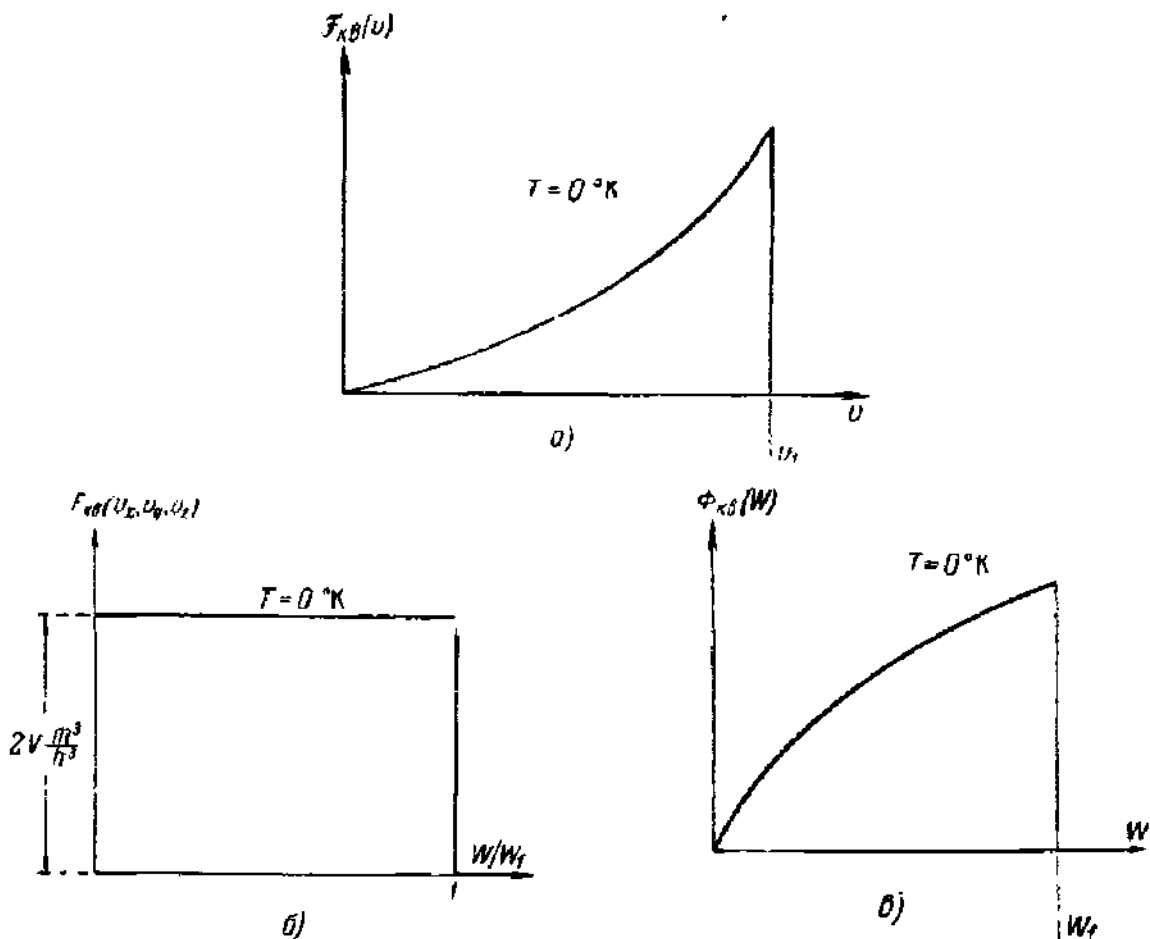 ℱкв(υ)
T = 0 °K
υ
а)
υf
Fкв(υx, υy, υz)
T = 0 °K
2V m³/h³
W/Wf
1
б)
Φкв(W)
T = 0°K
W
в)
Wf